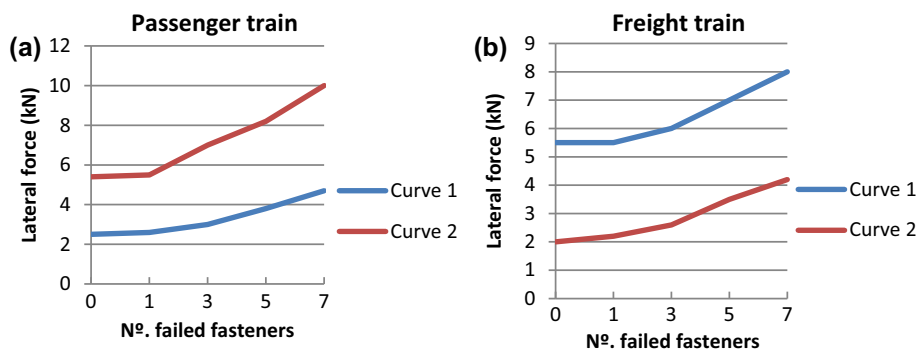 (a)
Passenger train
Lateral force (kN)
12
10
8
6
4
2
0
0 1 3 5 7
Nº. failed fasteners
Curve 1
Curve 2
(b)
Freight train
Lateral force (kN)
9
8
7
6
5
4
3
2
1
0
0 1 3 5 7
Nº. failed fasteners
Curve 1
Curve 2